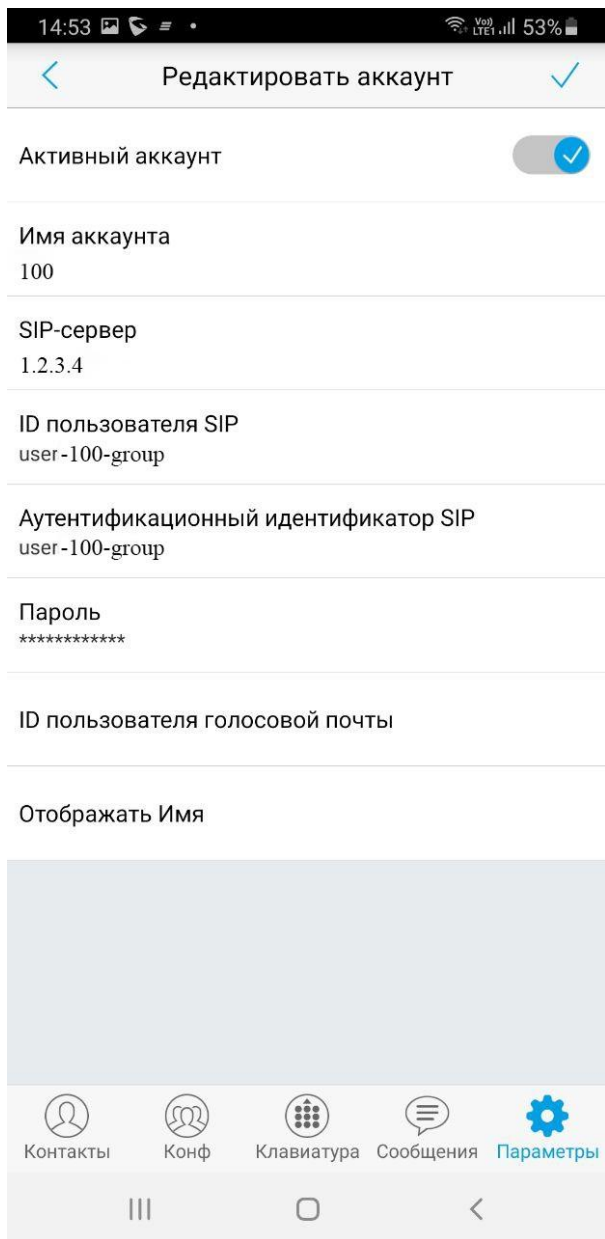 14:53
Vo)) LTE1 53%
Редактировать аккаунт
Активный аккаунт
Имя аккаунта
100
SIP-сервер
1.2.3.4
ID пользователя SIP
user-100-group
Аутентификационный идентификатор SIP
user-100-group
Пароль
************
ID пользователя голосовой почты
Отображать Имя
Контакты Конф Клавиатура Сообщения Параметры